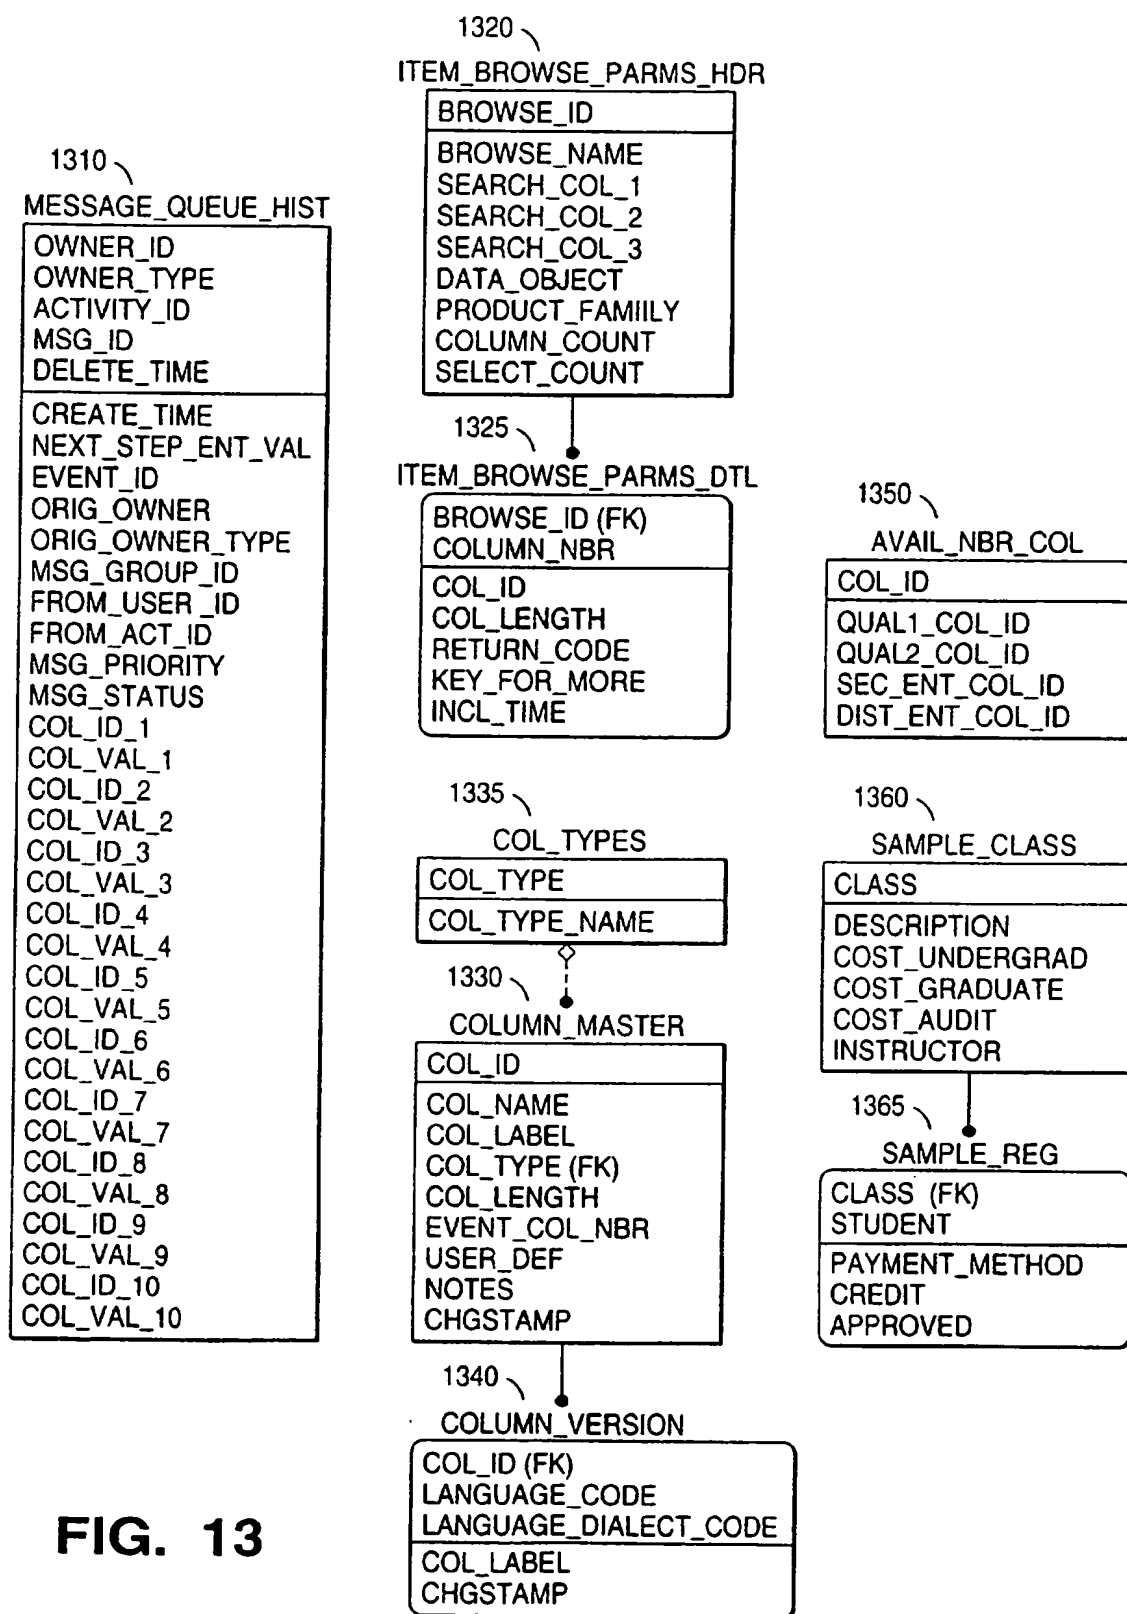 1310
MESSAGE_QUEUE_HIST
OWNER_ID
OWNER_TYPE
ACTIVITY_ID
MSG_ID
DELETE_TIME
CREATE_TIME
NEXT_STEP_ENT_VAL
EVENT_ID
ORIG_OWNER
ORIG_OWNER_TYPE
MSG_GROUP_ID
FROM_USER_ID
FROM_ACT_ID
MSG_PRIORITY
MSG_STATUS
COL_ID_1
COL_VAL_1
COL_ID_2
COL_VAL_2
COL_ID_3
COL_VAL_3
COL_ID_4
COL_VAL_4
COL_ID_5
COL_VAL_5
COL_ID_6
COL_VAL_6
COL_ID_7
COL_VAL_7
COL_ID_8
COL_VAL_8
COL_ID_9
COL_VAL_9
COL_ID_10
COL_VAL_10
1320
ITEM_BROWSE_PARMS_HDR
BROWSE_ID
BROWSE_NAME
SEARCH_COL_1
SEARCH_COL_2
SEARCH_COL_3
DATA_OBJECT
PRODUCT_FAMIILY
COLUMN_COUNT
SELECT_COUNT
1325
ITEM_BROWSE_PARMS_DTL
BROWSE_ID (FK)
COLUMN_NBR
COL_ID
COL_LENGTH
RETURN_CODE
KEY_FOR_MORE
INCL_TIME
1335
COL_TYPES
COL_TYPE
COL_TYPE_NAME
1330
COLUMN_MASTER
COL_ID
COL_NAME
COL_LABEL
COL_TYPE (FK)
COL_LENGTH
EVENT_COL_NBR
USER_DEF
NOTES
CHGSTAMP
1340
COLUMN_VERSION
COL_ID (FK)
LANGUAGE_CODE
LANGUAGE_DIALECT_CODE
COL_LABEL
CHGSTAMP
1350
AVAIL_NBR_COL
COL_ID
QUAL1_COL_ID
QUAL2_COL_ID
SEC_ENT_COL_ID
DIST_ENT_COL_ID
1360
SAMPLE_CLASS
CLASS
DESCRIPTION
COST_UNDERGRAD
COST_GRADUATE
COST_AUDIT
INSTRUCTOR
1365
SAMPLE_REG
CLASS (FK)
STUDENT
PAYMENT_METHOD
CREDIT
APPROVED
FIG. 13